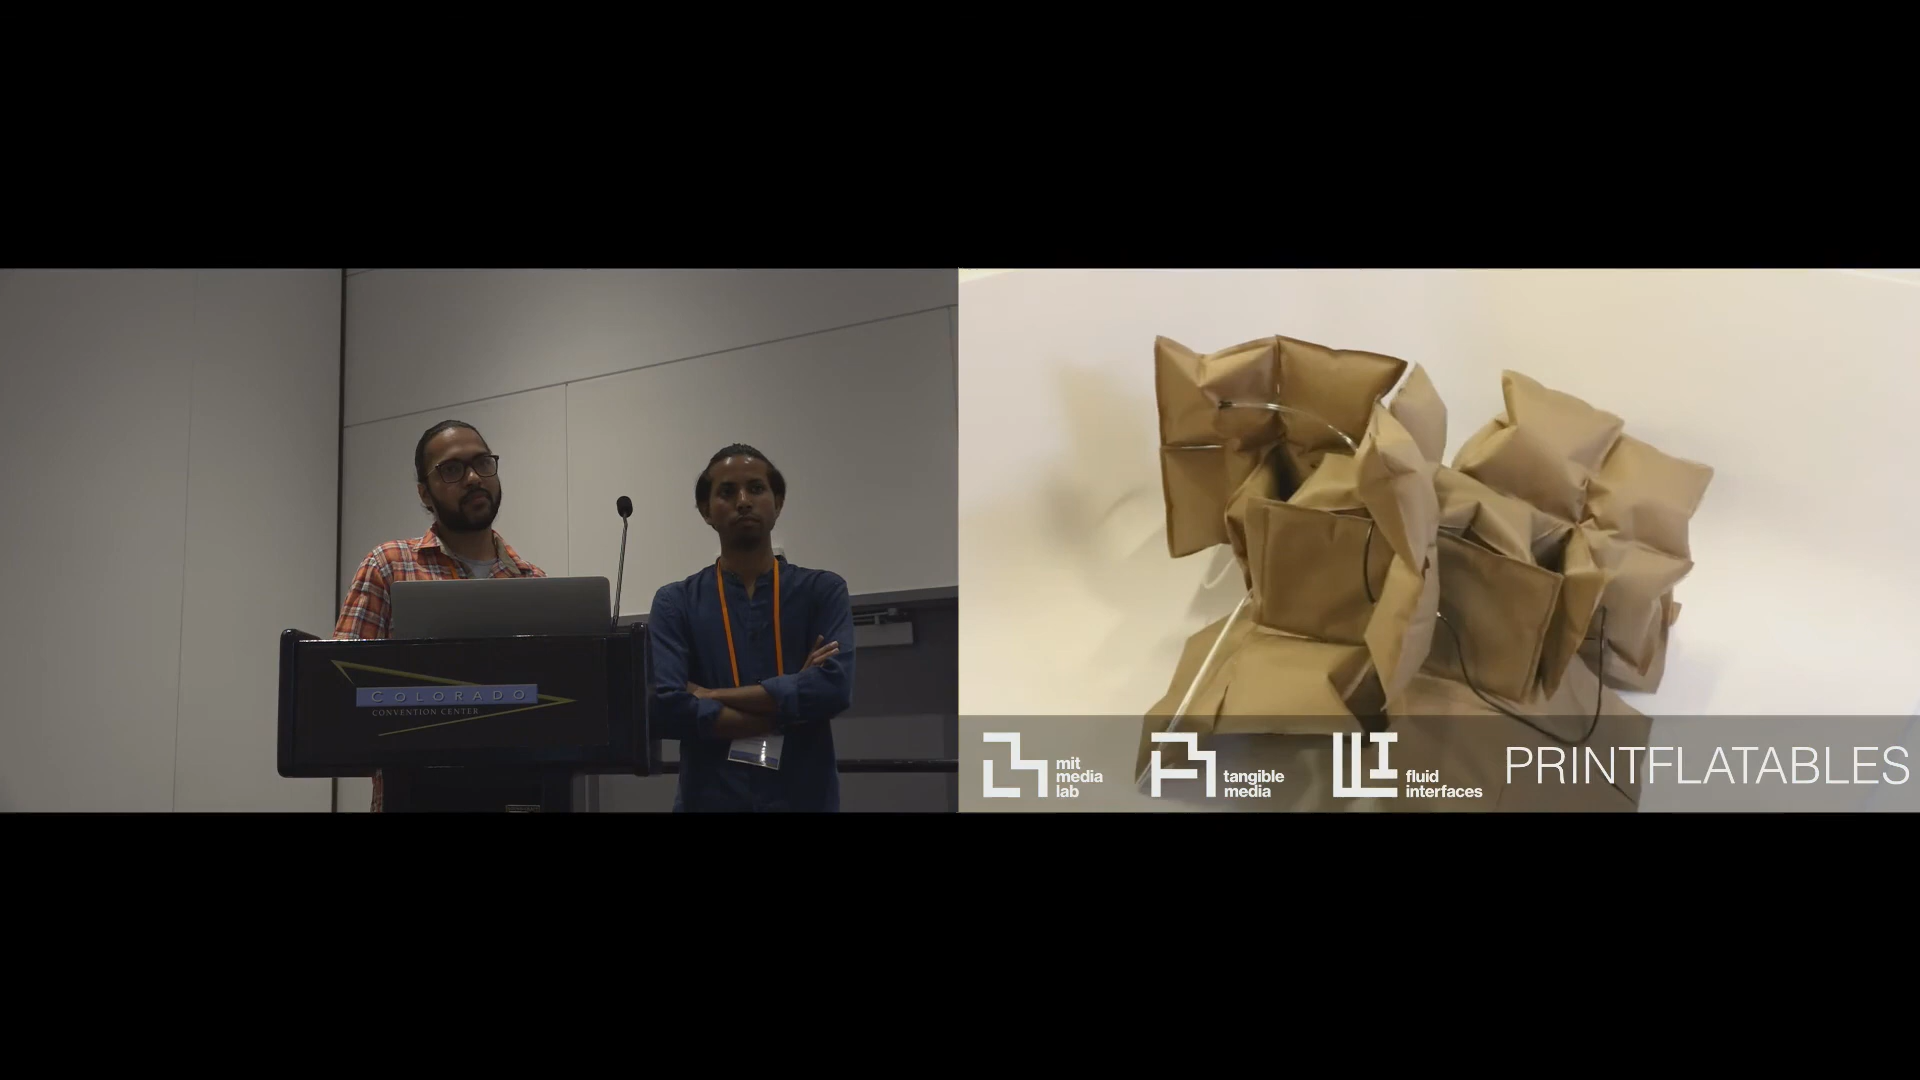 COLORADO
CONVENTION CENTER
mit
media
lab
tangible
media
fluid
interfaces
PRINTFLATABLES